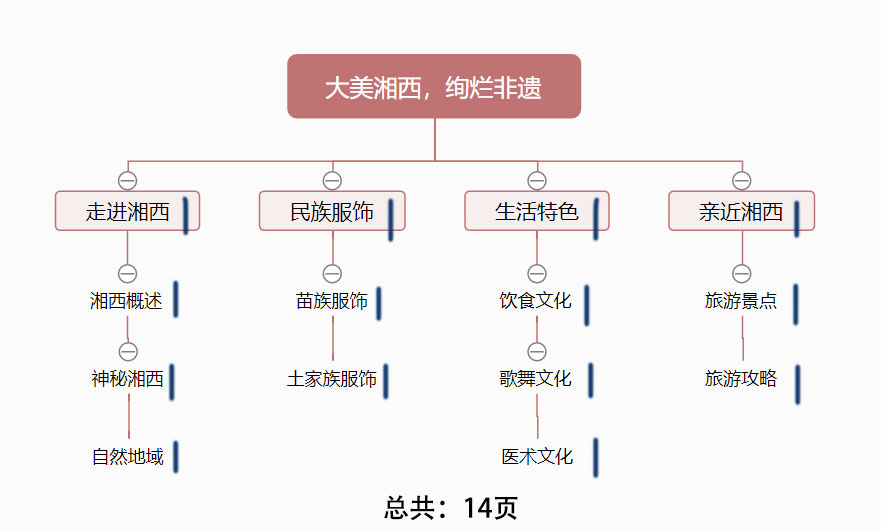 大美湘西，绚烂非遗
走进湘西
民族服饰
生活特色
亲近湘西
湘西概述
苗族服饰
饮食文化
旅游景点
神秘湘西
土家族服饰
歌舞文化
旅游攻略
自然地域
医术文化
总共：14页